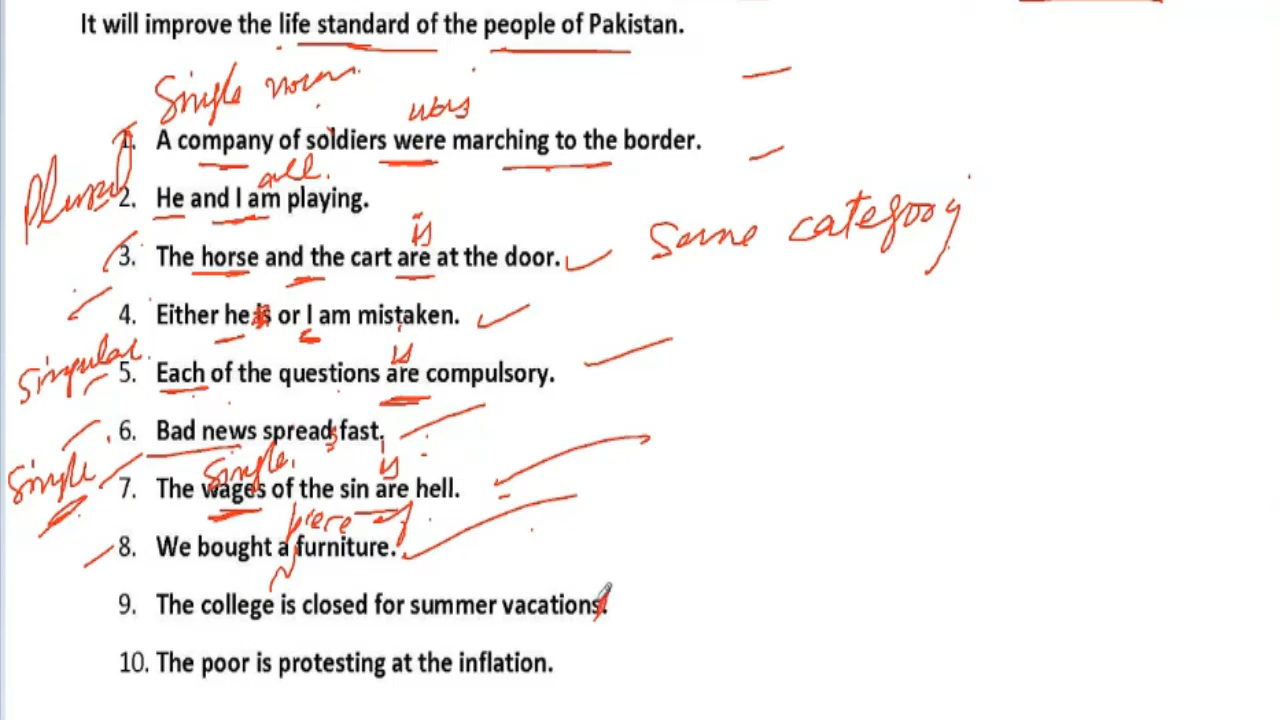 It will improve the life standard of the people of Pakistan.
Single noun
was
1. A company of soldiers were marching to the border.
Plural
are
2. He and I am playing.
is
Same category
3. The horse and the cart are at the door.
4. Either he is or I am mistaken.
Singular
is
5. Each of the questions are compulsory.
6. Bad news spreads fast.
Single
Single
is
7. The wages of the sin are hell.
piece of
8. We bought a furniture.
9. The college is closed for summer vacations.
10. The poor is protesting at the inflation.